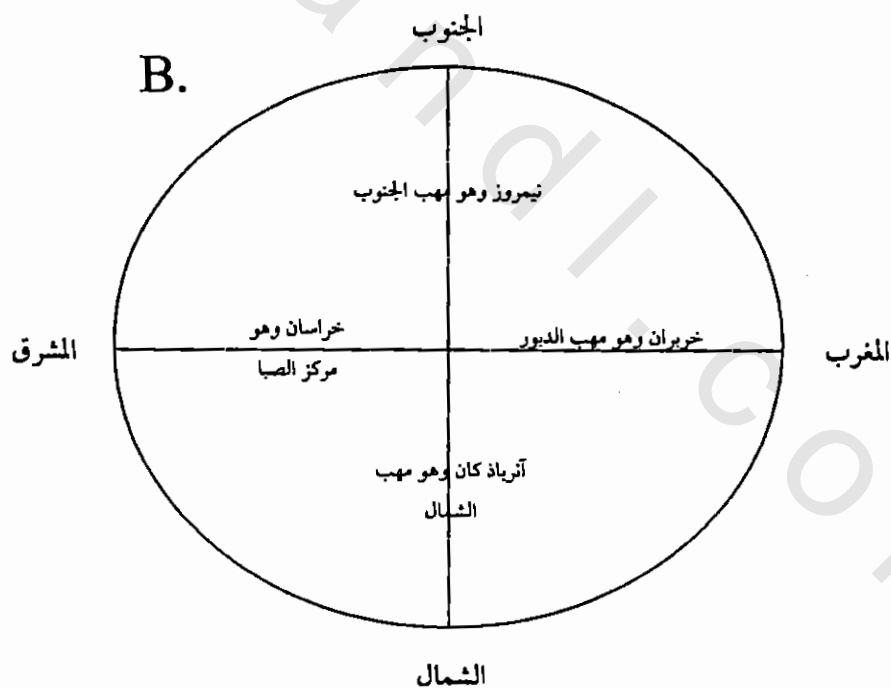 الجنوب
B.
نيمروز وهو مهب الجنوب
خراسان وهو
مركز الصبا
خربران وهو مهب الدبور
المشرق
المغرب
آنرياذ كان وهو مهب
الشمال
الشمال